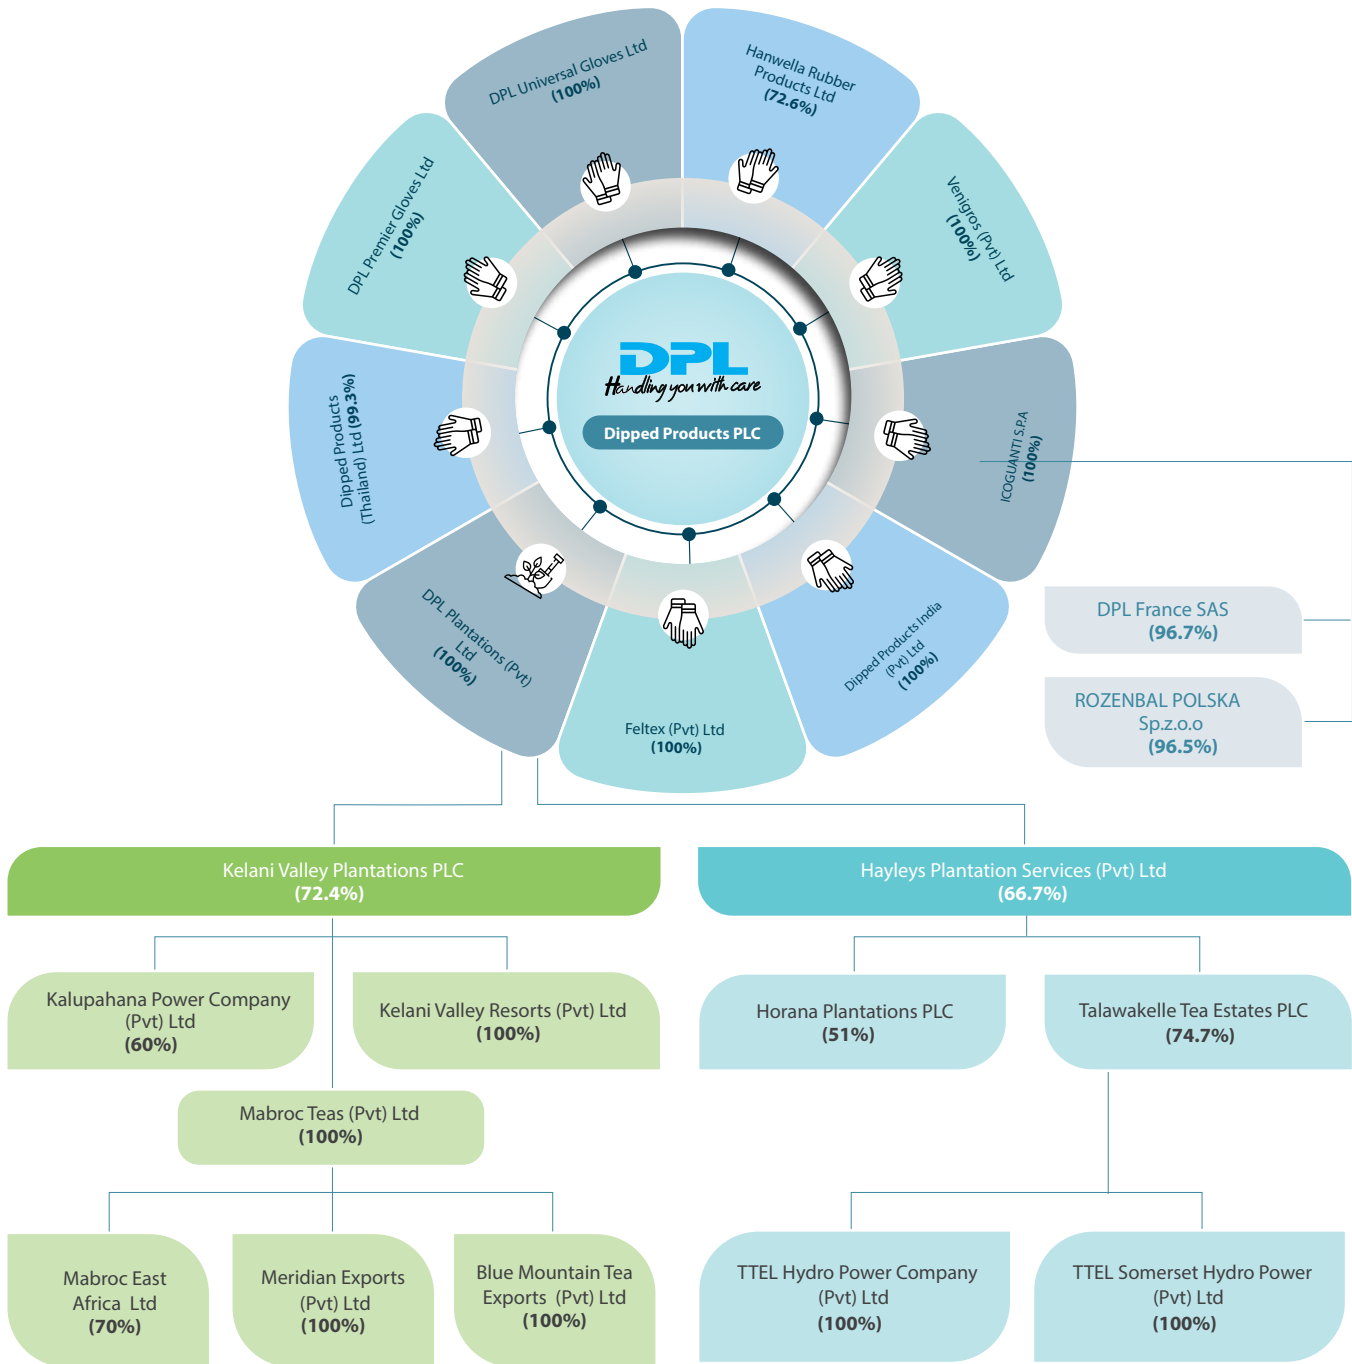 DPL
Handling you with care
Dipped Products PLC
DPL Universal Gloves Ltd
(100%)
Hanwella Rubber
Products Ltd
(72.6%)
Venigros (Pvt) Ltd
(100%)
ICOGUANTI S.P.A
(100%)
Dipped Products India
(Pvt) Ltd
(100%)
Feltex (Pvt) Ltd
(100%)
DPL Plantations (Pvt)
Ltd
(100%)
Dipped Products
(Thailand) Ltd (99.3%)
DPL Premier Gloves Ltd
(100%)
DPL France SAS
(96.7%)
ROZENBAL POLSKA
Sp.z.o.o
(96.5%)
Kelani Valley Plantations PLC
(72.4%)
Hayleys Plantation Services (Pvt) Ltd
(66.7%)
Kalupahana Power Company
(Pvt) Ltd
(60%)
Kelani Valley Resorts (Pvt) Ltd
(100%)
Horana Plantations PLC
(51%)
Talawakelle Tea Estates PLC
(74.7%)
Mabroc Teas (Pvt) Ltd
(100%)
Mabroc East
Africa Ltd
(70%)
Meridian Exports
(Pvt) Ltd
(100%)
Blue Mountain Tea
Exports (Pvt) Ltd
(100%)
TTEL Hydro Power Company
(Pvt) Ltd
(100%)
TTEL Somerset Hydro Power
(Pvt) Ltd
(100%)